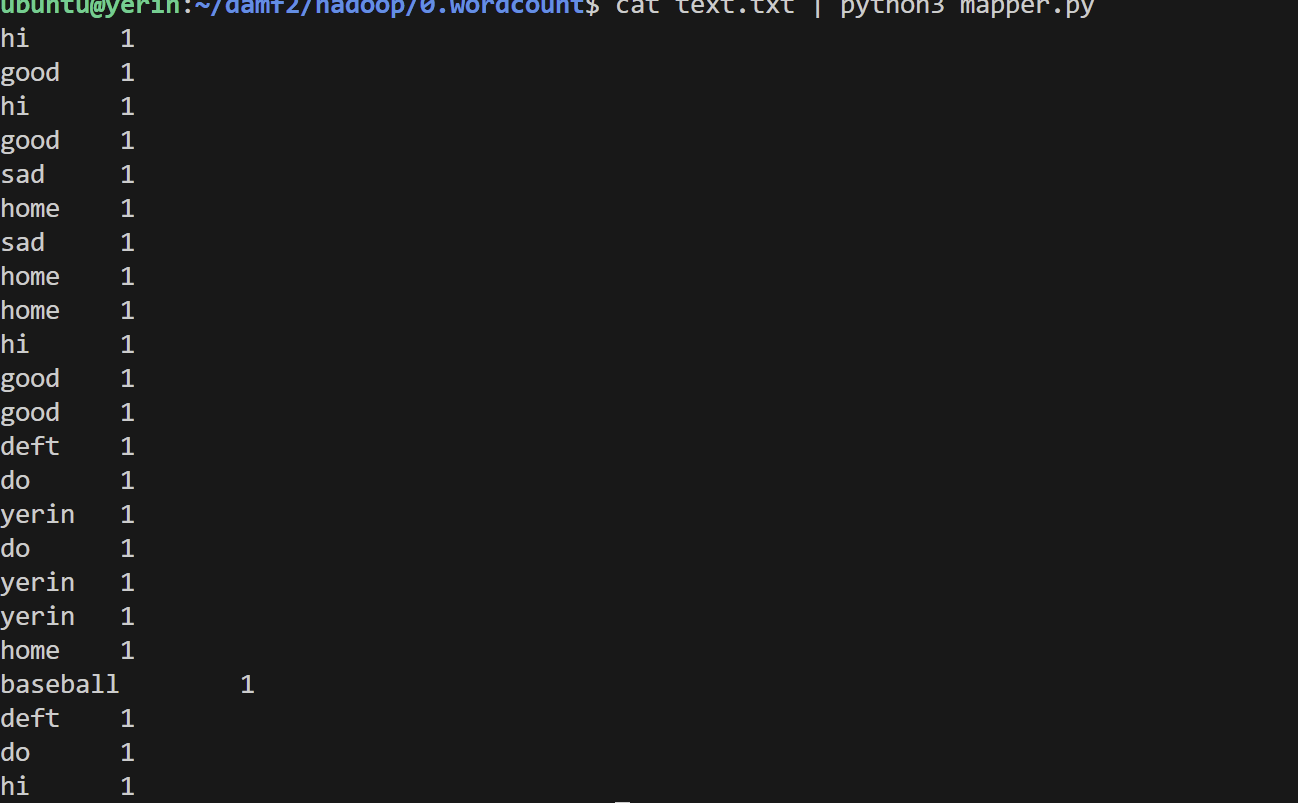 ubuntu@yerin:~/damf2/hadoop/0.wordcount$ cat text.txt | python3 mapper.py
hi	1
good	1
hi	1
good	1
sad	1
home	1
sad	1
home	1
home	1
hi	1
good	1
good	1
deft	1
do	1
yerin	1
do	1
yerin	1
yerin	1
home	1
baseball	1
deft	1
do	1
hi	1